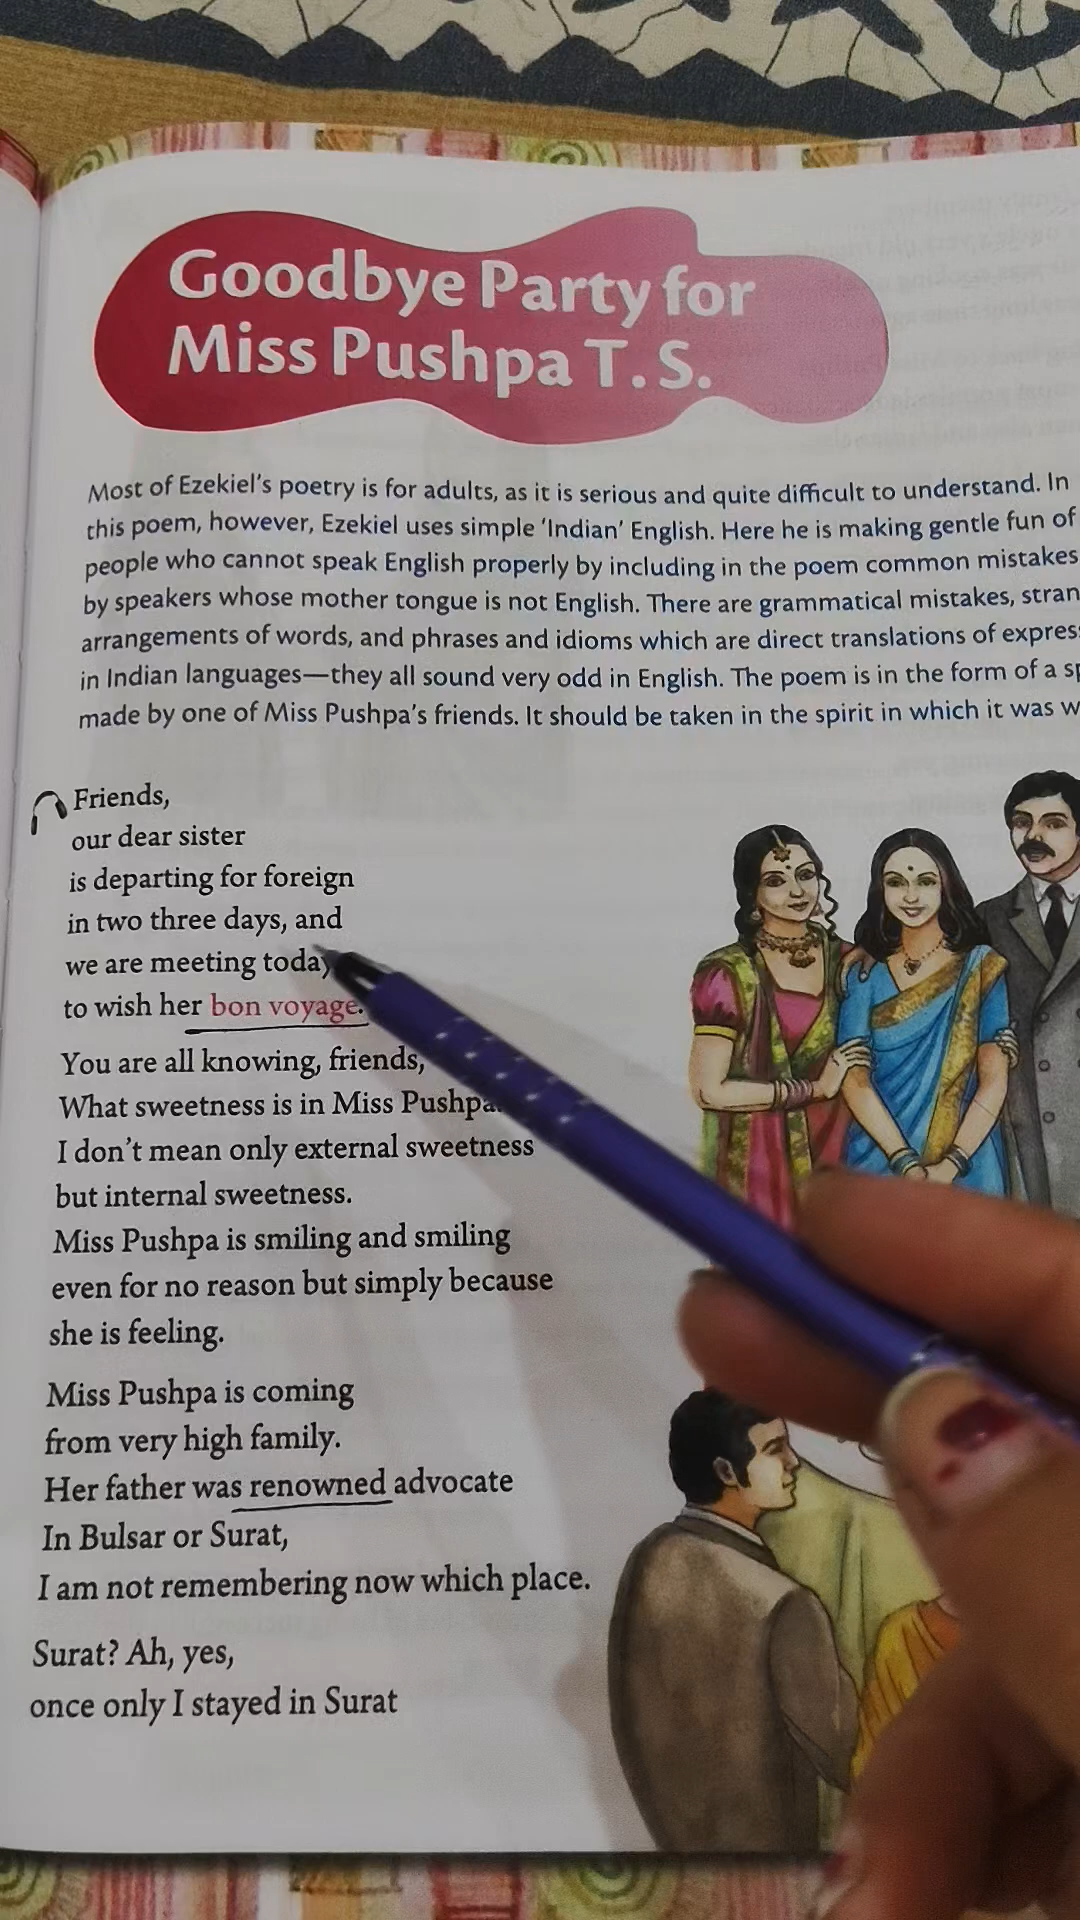 Goodbye Party for
Miss Pushpa T. S.
Most of Ezekiel's poetry is for adults, as it is serious and quite difficult to understand. In
this poem, however, Ezekiel uses simple 'Indian' English. Here he is making gentle fun of
people who cannot speak English properly by including in the poem common mistakes
by speakers whose mother tongue is not English. There are grammatical mistakes,
arrangements of words, and phrases and idioms which are direct translations of
in Indian languages—they all sound very odd in English. The poem is in the form of a
made by one of Miss Pushpa's friends. It should be taken in the spirit in which it was
Friends,
our dear sister
is departing for foreign
in two three days, and
we are meeting today
to wish her bon voyage.
You are all knowing, friends,
What sweetness is in Miss Pushpa.
I don't mean only external sweetness
but internal sweetness.
Miss Pushpa is smiling and smiling
even for no reason but simply because
she is feeling.
Miss Pushpa is coming
from very high family.
Her father was renowned advocate
In Bulsar or Surat,
I am not remembering now which place.
Surat? Ah, yes,
once only I stayed in Surat